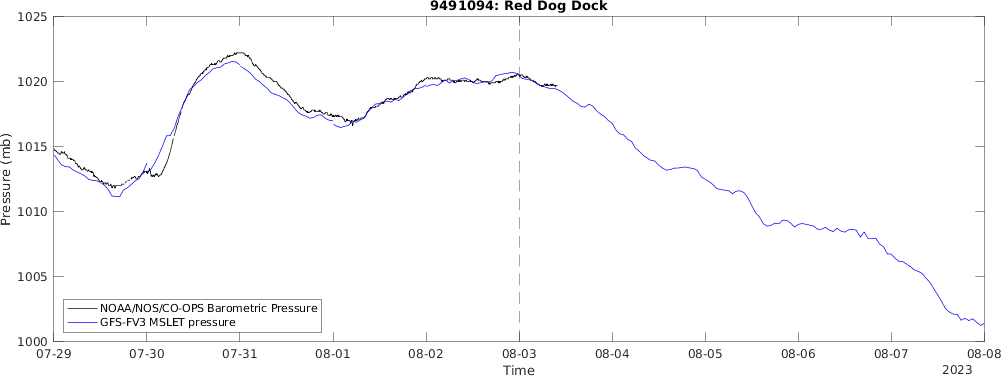 9491094: Red Dog Dock
1025
1020
1015
1010
1005
1000
Pressure (mb)
NOAA/NOS/CO-OPS Barometric Pressure
GFS-FV3 MSLET pressure
07-29 07-30 07-31 08-01 08-02 08-03 08-04 08-05 08-06 08-07 08-08
Time
2023